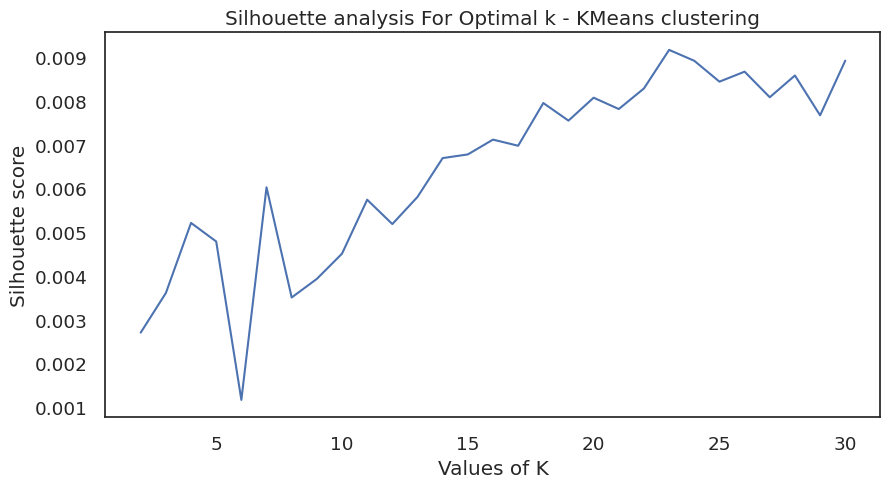 Silhouette analysis For Optimal k - KMeans clustering
Silhouette score
0.009
0.008
0.007
0.006
0.005
0.004
0.003
0.002
0.001
5 10 15 20 25 30
Values of K